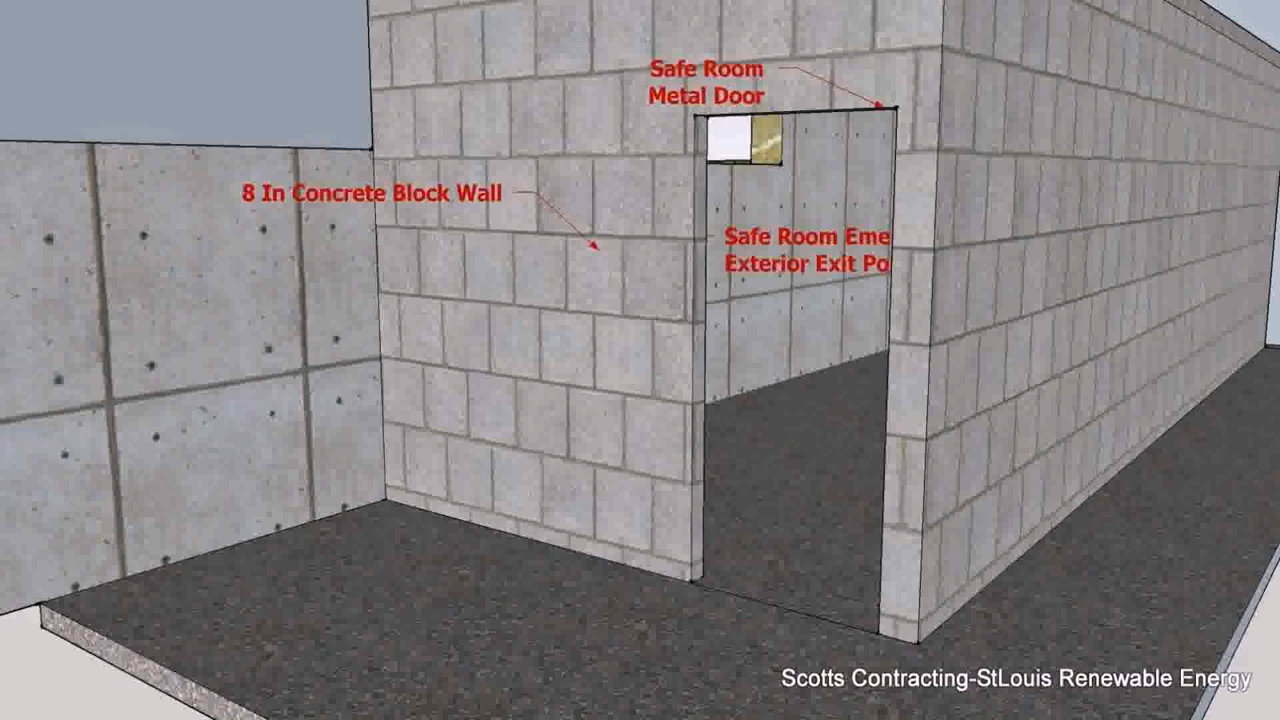 Safe Room
Metal Door
8 In Concrete Block Wall
Safe Room Eme
Exterior Exit Po
Scotts Contracting-StLouis Renewable Energy